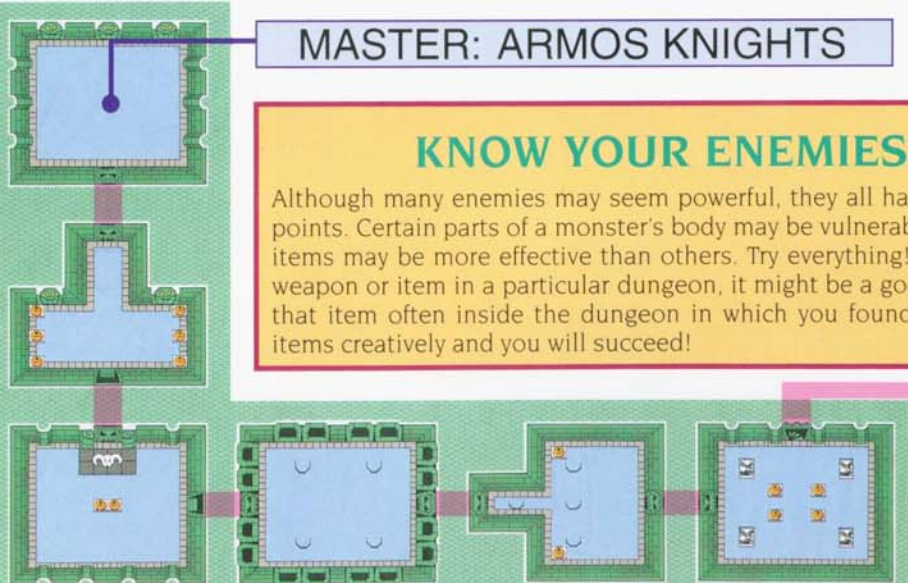 MASTER: ARMOS KNIGHTS
KNOW YOUR ENEMIES
Although many enemies may seem powerful, they all ha
points. Certain parts of a monster's body may be vulnerab
items may be more effective than others. Try everything!
weapon or item in a particular dungeon, it might be a go
that item often inside the dungeon in which you found
items creatively and you will succeed!